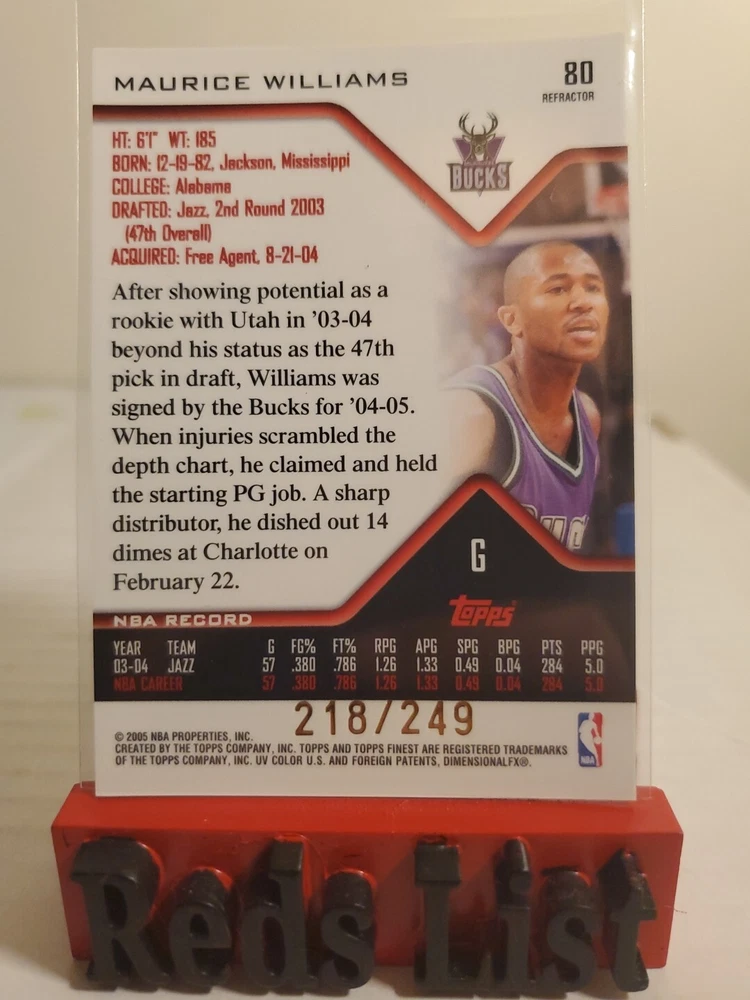 MAURICE WILLIAMS
80
REFRACTOR
HT: 6'1" WT: 185
BORN: 12-19-82, Jackson, Mississippi
COLLEGE: Alabama
DRAFTED: Jazz, 2nd Round 2003
(47th Overall)
ACQUIRED: Free Agent, 8-21-04
BUCKS
After showing potential as a
rookie with Utah in '03-04
beyond his status as the 47th
pick in draft, Williams was
signed by the Bucks for '04-05.
When injuries scrambled the
depth chart, he claimed and held
the starting PG job. A sharp
distributor, he dished out 14
dimes at Charlotte on
February 22.
G
topps
NBA RECORD
YEAR TEAM G FG% FT% RPG APG SPG BPG PTS PPG
03-04 JAZZ 57 .380 .786 1.26 1.33 0.49 0.04 284 5.0
NBA CAREER 57 .380 .786 1.26 1.33 0.49 0.04 284 5.0
218/249
© 2005 NBA PROPERTIES, INC.
CREATED BY THE TOPPS COMPANY, INC. TOPPS AND TOPPS FINEST ARE REGISTERED TRADEMARKS
OF THE TOPPS COMPANY, INC. UV COLOR U.S. AND FOREIGN PATENTS, DIMENSIONALFX®.
NBA
Reds List